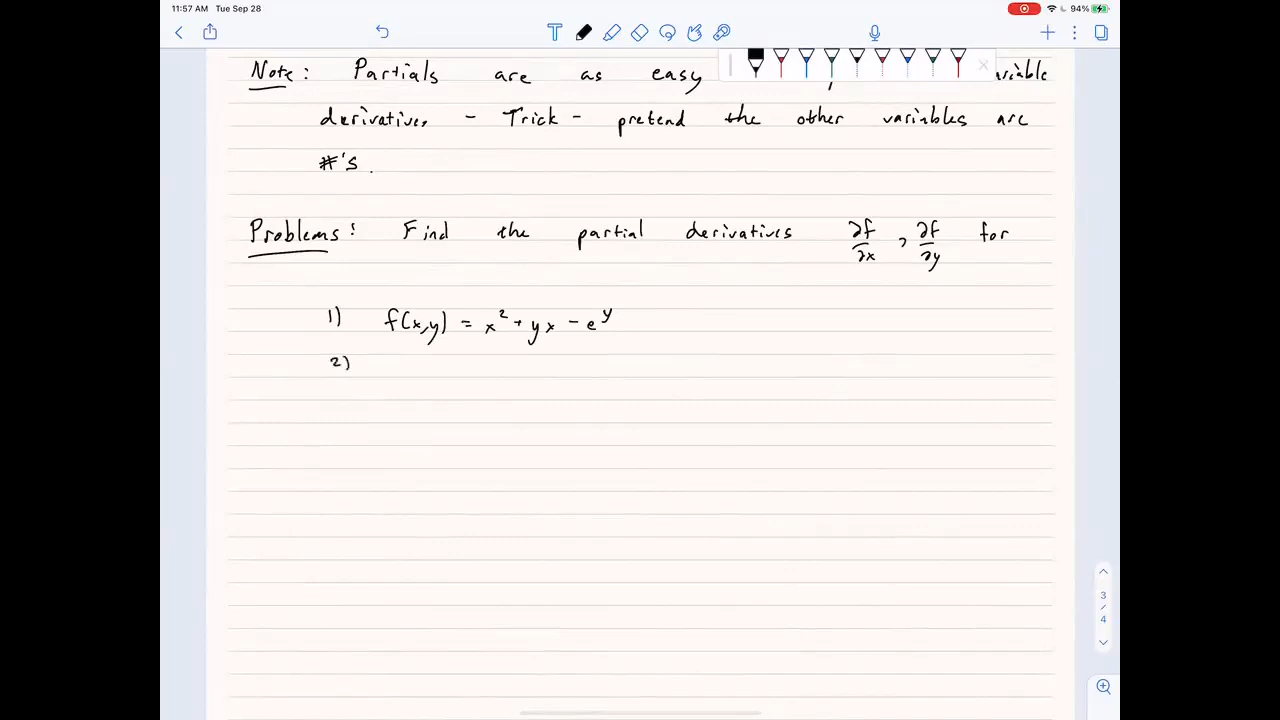 11:57 AM Tue Sep 28
94%
T
Note: Partials are as easy
derivatives - Trick - pretend the other variables are
#'s.
Problems: Find the partial derivatives ∂f/∂x, ∂f/∂y for
1) f(x,y) = x² + yx - e^y
2)
3
/
4